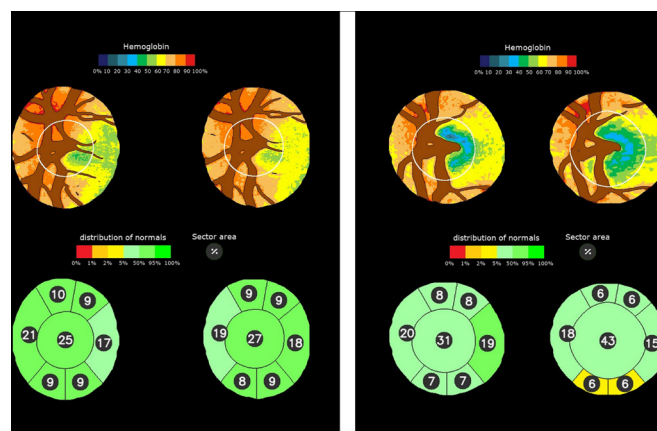 Hemoglobin
0% 10 20 30 40 50 60 70 80 90 100%
distribution of normals
Sector area
%
0% 1% 2% 5% 50% 95% 100%
10 9
21 25 17
9 9
9 9
19 27 18
8 9
Hemoglobin
0% 10 20 30 40 50 60 70 80 90 100%
distribution of normals
Sector area
%
0% 1% 2% 5% 50% 95% 100%
8 8
20 31 19
7 7
6 6
18 43 15
6 6